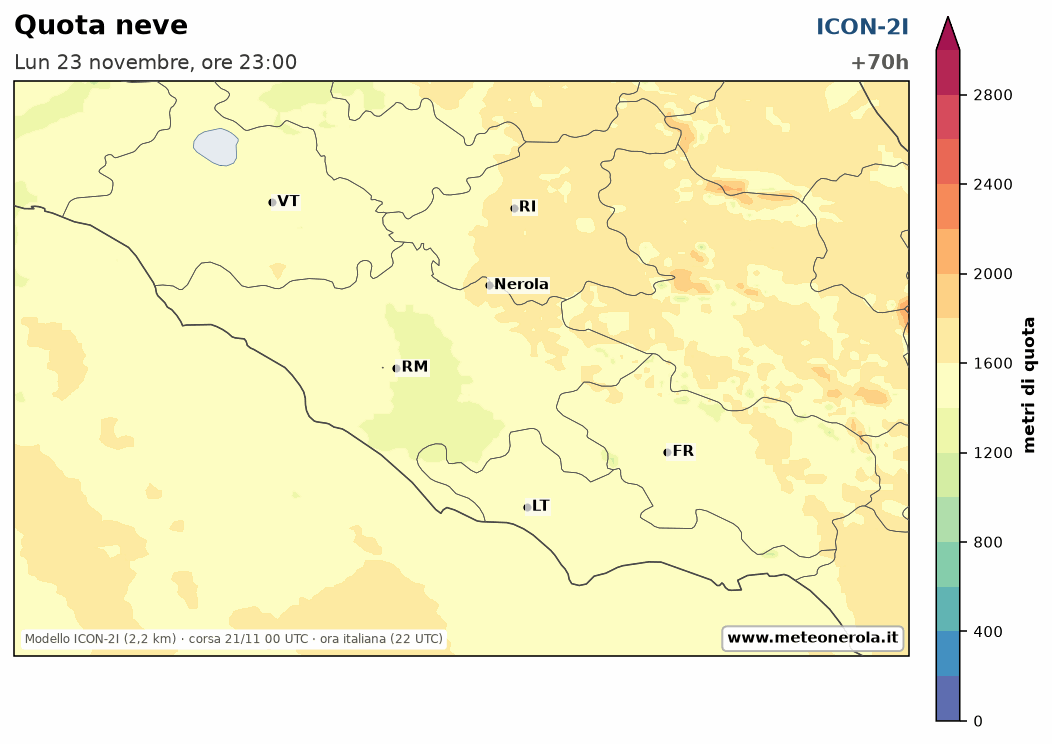 Quota neve
ICON-2I
Lun 23 novembre, ore 23:00
+70h
2800
2400
2000
1600
1200
800
400
0
metri di quota
VT
RI
Nerola
RM
FR
LT
Modello ICON-2I (2,2 km) · corsa 21/11 00 UTC · ora italiana (22 UTC)
www.meteonerola.it